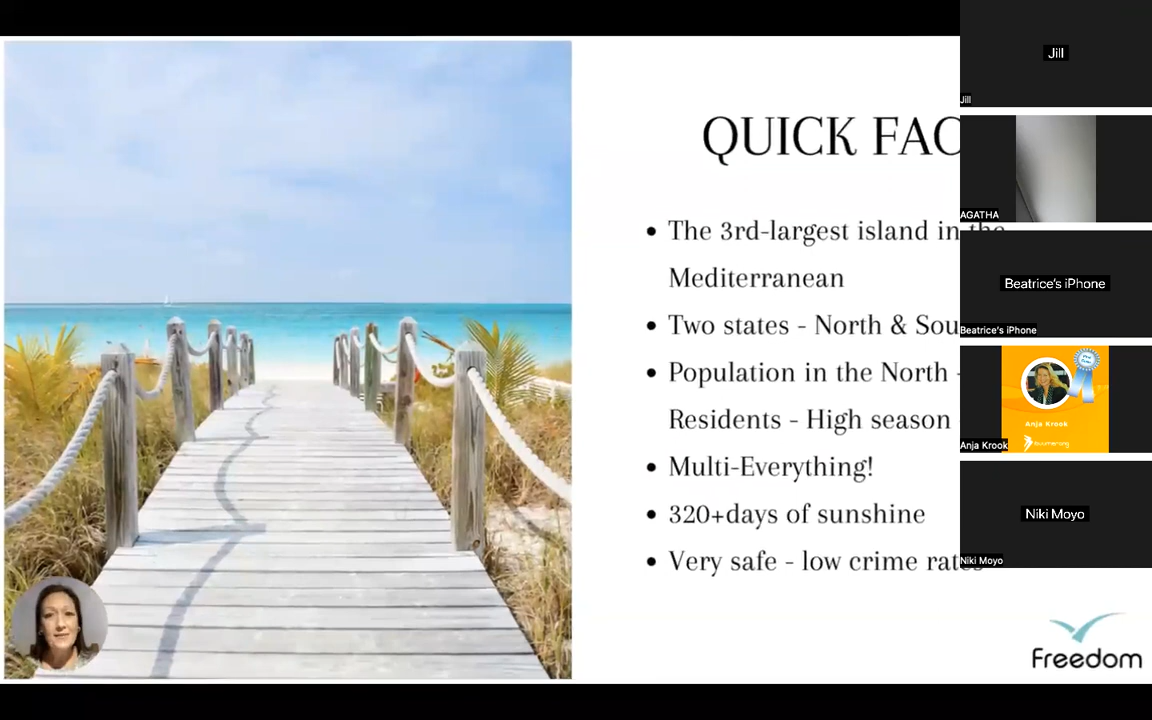 QUICK FAC
• The 3rd-largest island in the
Mediterranean
• Two states - North & Sou
• Population in the North -
Residents - High season
• Multi-Everything!
• 320+days of sunshine
• Very safe - low crime rates
Freedom
Jill
Jill
AGATHA
Beatrice's iPhone
Beatrice's iPhone
Anja Krook
Anja Krook
Niki Moyo
Niki Moyo